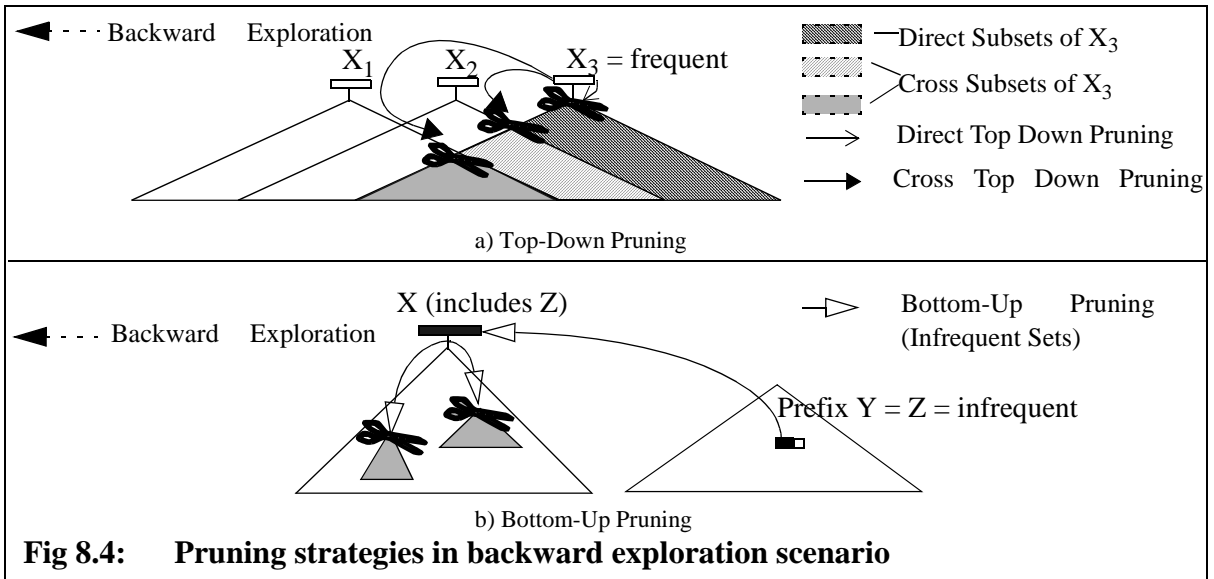 Backward Exploration
X1 X2 X3 = frequent
Direct Subsets of X3
Cross Subsets of X3
Direct Top Down Pruning
Cross Top Down Pruning
a) Top-Down Pruning
Backward Exploration
X (includes Z)
Bottom-Up Pruning
(Infrequent Sets)
Prefix Y = Z = infrequent
b) Bottom-Up Pruning
Fig 8.4: Pruning strategies in backward exploration scenario